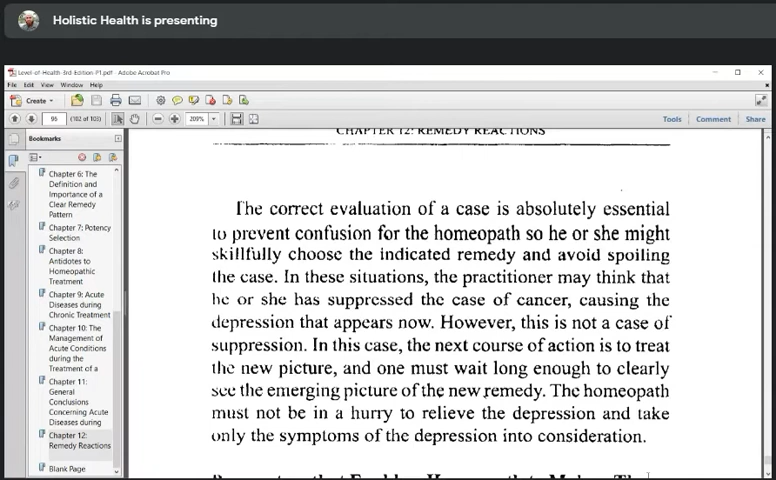 Holistic Health is presenting
Level-of-Health-3rd-Edition-P1.pdf - Adobe Acrobat Pro
File Edit View Window Help
Create
96 (102 of 103) 209% Tools Comment Share
Bookmarks
Chapter 6: The
Definition and
Importance of a
Clear Remedy
Pattern
Chapter 7: Potency
Selection
Chapter 8:
Antidotes to
Homeopathic
Treatment
Chapter 9: Acute
Diseases during
Chronic Treatment
Chapter 10: The
Management of
Acute Conditions
during the
Treatment of a
Chapter 11:
General
Conclusions
Concerning Acute
Diseases during
Chapter 12:
Remedy Reactions
Blank Page
CHAPTER 12: REMEDY REACTIONS
The correct evaluation of a case is absolutely essential
to prevent confusion for the homeopath so he or she might
skillfully choose the indicated remedy and avoid spoiling
the case. In these situations, the practitioner may think that
he or she has suppressed the case of cancer, causing the
depression that appears now. However, this is not a case of
suppression. In this case, the next course of action is to treat
the new picture, and one must wait long enough to clearly
see the emerging picture of the new remedy. The homeopath
must not be in a hurry to relieve the depression and take
only the symptoms of the depression into consideration.